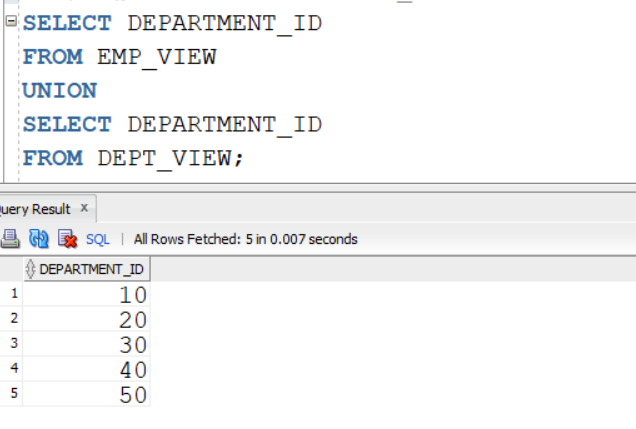 SELECT DEPARTMENT_ID
FROM EMP_VIEW
UNION
SELECT DEPARTMENT_ID
FROM DEPT_VIEW;
uery Result x
SQL | All Rows Fetched: 5 in 0.007 seconds
DEPARTMENT_ID
1 10
2 20
3 30
4 40
5 50